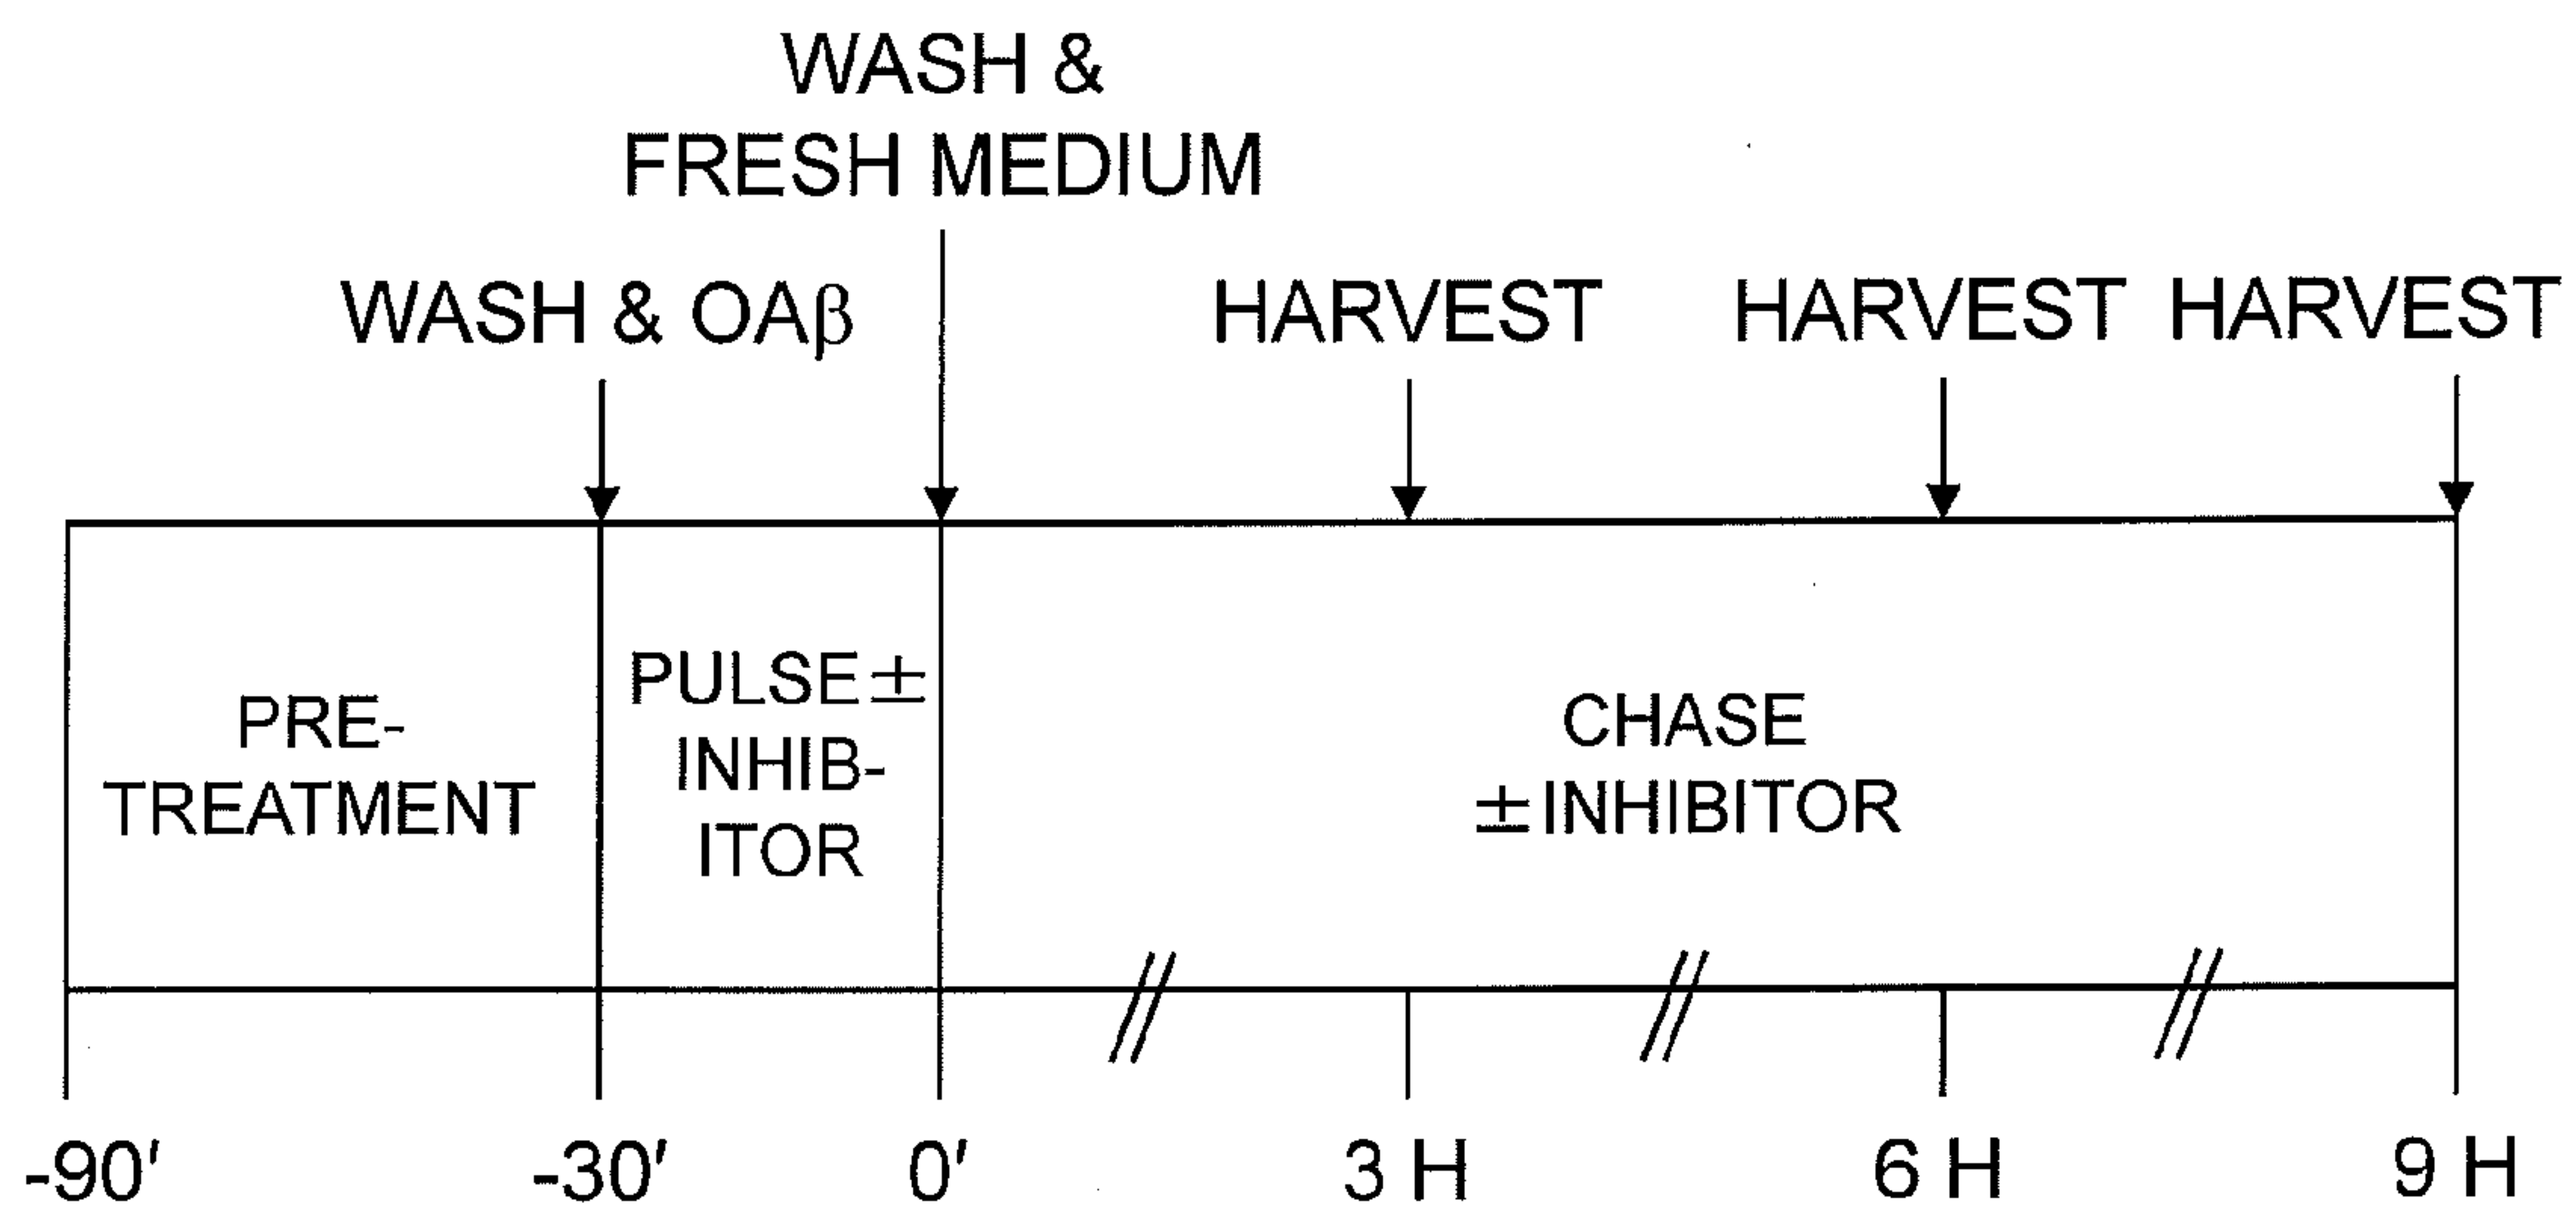 WASH &
FRESH MEDIUM
WASH & OAβ
HARVEST
HARVEST
HARVEST
PRE-
TREATMENT
PULSE ±
INHIB-
ITOR
CHASE
± INHIBITOR
-90'
-30'
0'
3 H
6 H
9 H